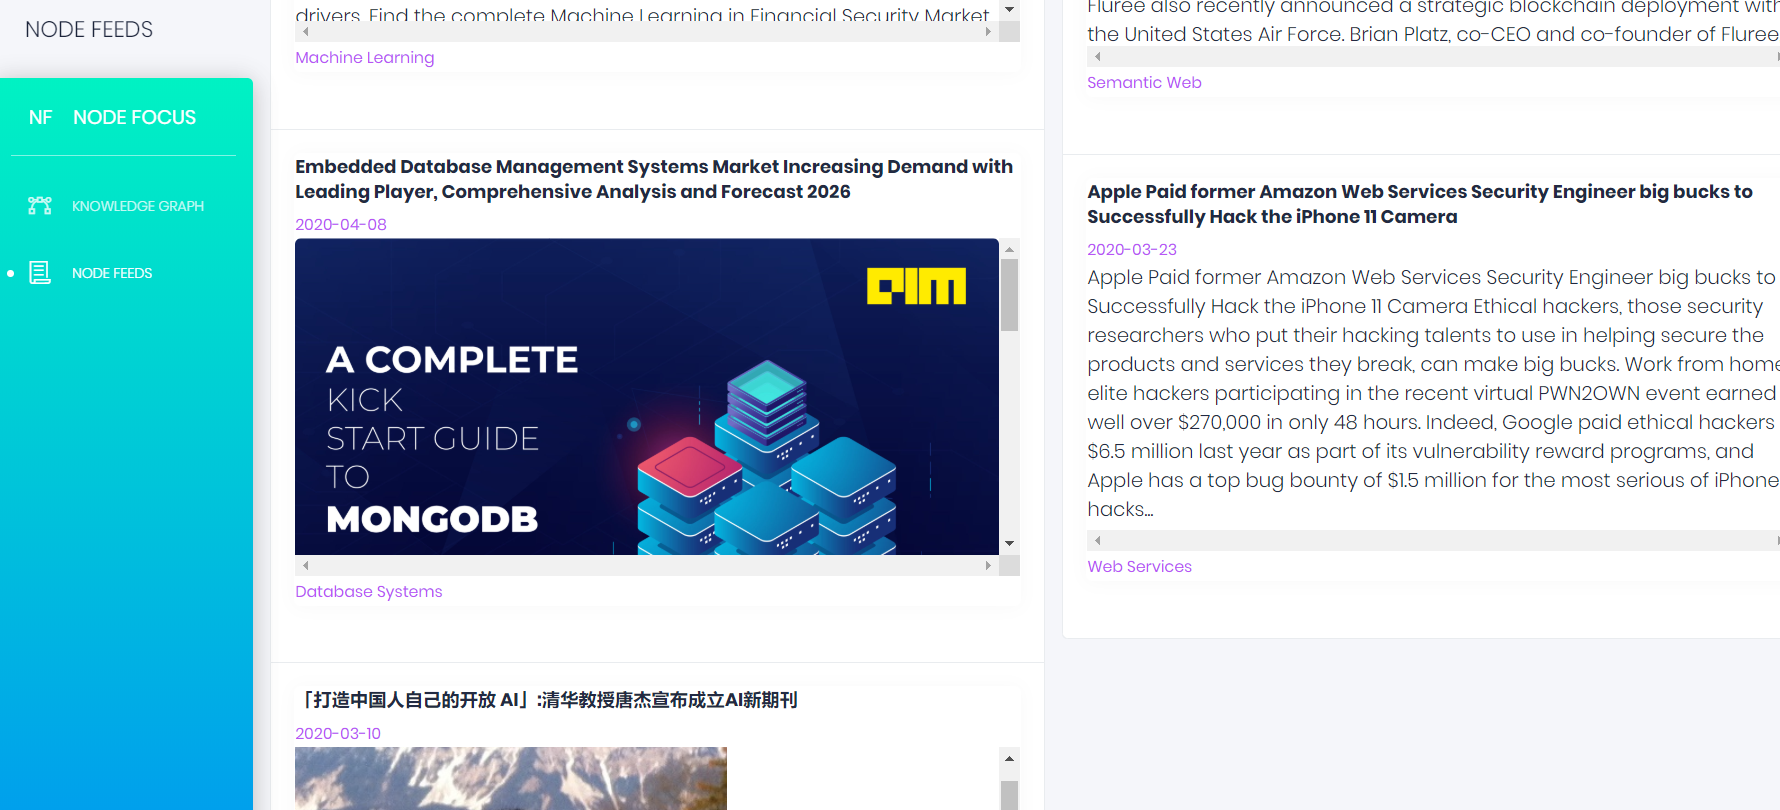 NODE FEEDS
NF NODE FOCUS
KNOWLEDGE GRAPH
NODE FEEDS
drivers. Find the complete Machine Learning in Financial Security Market
Machine Learning
Embedded Database Management Systems Market Increasing Demand with
Leading Player, Comprehensive Analysis and Forecast 2026
2020-04-08
AIM
A COMPLETE
KICK
START GUIDE
TO
MONGODB
Database Systems
「打造中国人自己的开放 AI」:清华教授唐杰宣布成立AI新期刊
2020-03-10
Fluree also recently announced a strategic blockchain deployment with
the United States Air Force. Brian Platz, co-CEO and co-founder of Fluree
Semantic Web
Apple Paid former Amazon Web Services Security Engineer big bucks to
Successfully Hack the iPhone 11 Camera
2020-03-23
Apple Paid former Amazon Web Services Security Engineer big bucks to
Successfully Hack the iPhone 11 Camera Ethical hackers, those security
researchers who put their hacking talents to use in helping secure the
products and services they break, can make big bucks. Work from home
elite hackers participating in the recent virtual PWN2OWN event earned
well over $270,000 in only 48 hours. Indeed, Google paid ethical hackers
$6.5 million last year as part of its vulnerability reward programs, and
Apple has a top bug bounty of $1.5 million for the most serious of iPhone
hacks...
Web Services